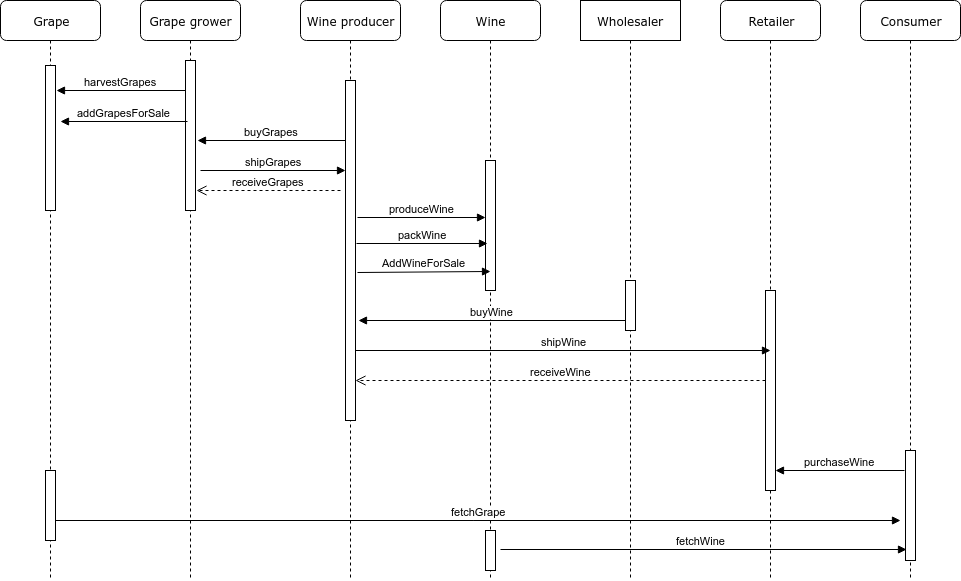 Grape
Grape grower
Wine producer
Wine
Wholesaler
Retailer
Consumer
harvestGrapes
addGrapesForSale
buyGrapes
shipGrapes
receiveGrapes
produceWine
packWine
AddWineForSale
buyWine
shipWine
receiveWine
purchaseWine
fetchGrape
fetchWine